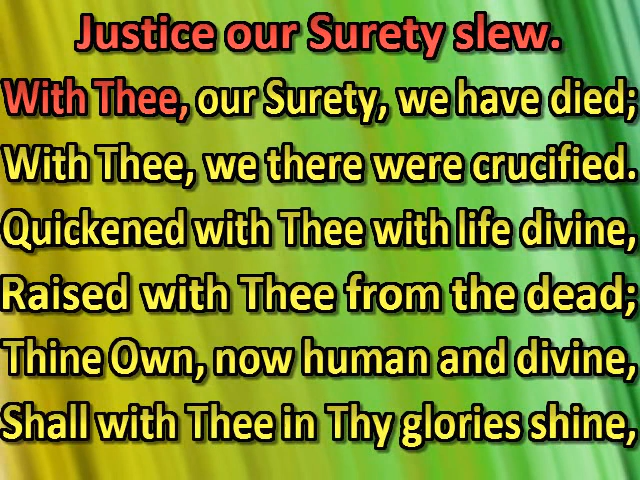 Justice our Surety slew.
With Thee, our Surety, we have died;
With Thee, we there were crucified.
Quickened with Thee with life divine,
Raised with Thee from the dead;
Thine Own, now human and divine,
Shall with Thee in Thy glories shine,